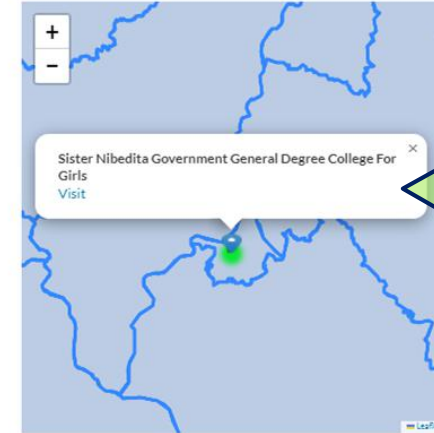 +
−
×
Sister Nibedita Government General Degree College For
Girls
Visit